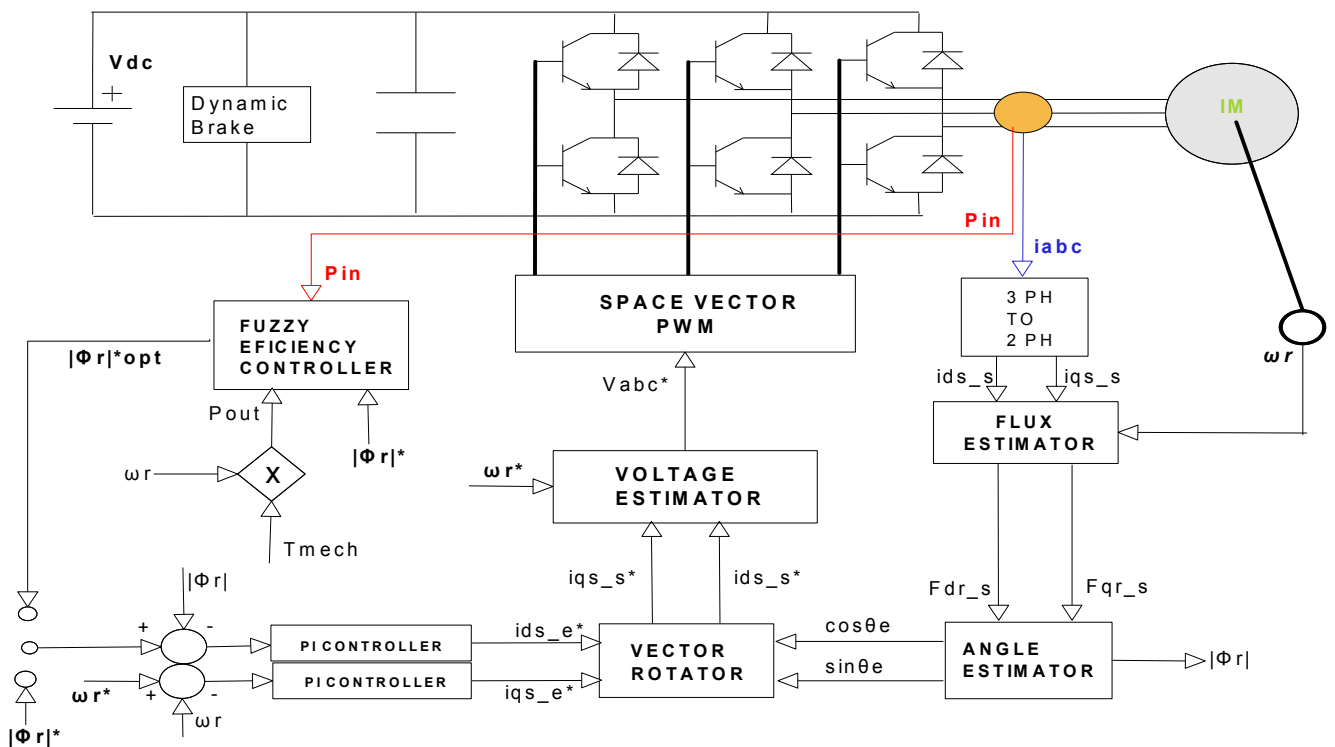 Vdc
+
Dynamic
Brake
IM
Pin
iabc
Pin
SPACE VECTOR
PWM
3 PH
TO
2 PH
FUZZY
EFICIENCY
CONTROLLER
|Φr|*opt
ωr
Vabc*
ids_s
iqs_s
Pout
FLUX
ESTIMATOR
|Φr|*
ωr
X
ωr*
VOLTAGE
ESTIMATOR
Tmech
|Φr|
iqs_s*
ids_s*
Fdr_s
Fqr_s
+
-
PI CONTROLLER
ids_e*
VECTOR
ROTATOR
cosθe
ANGLE
ESTIMATOR
|Φr|
ωr*
+
-
PI CONTROLLER
iqs_e*
sinθe
ωr
|Φr|*